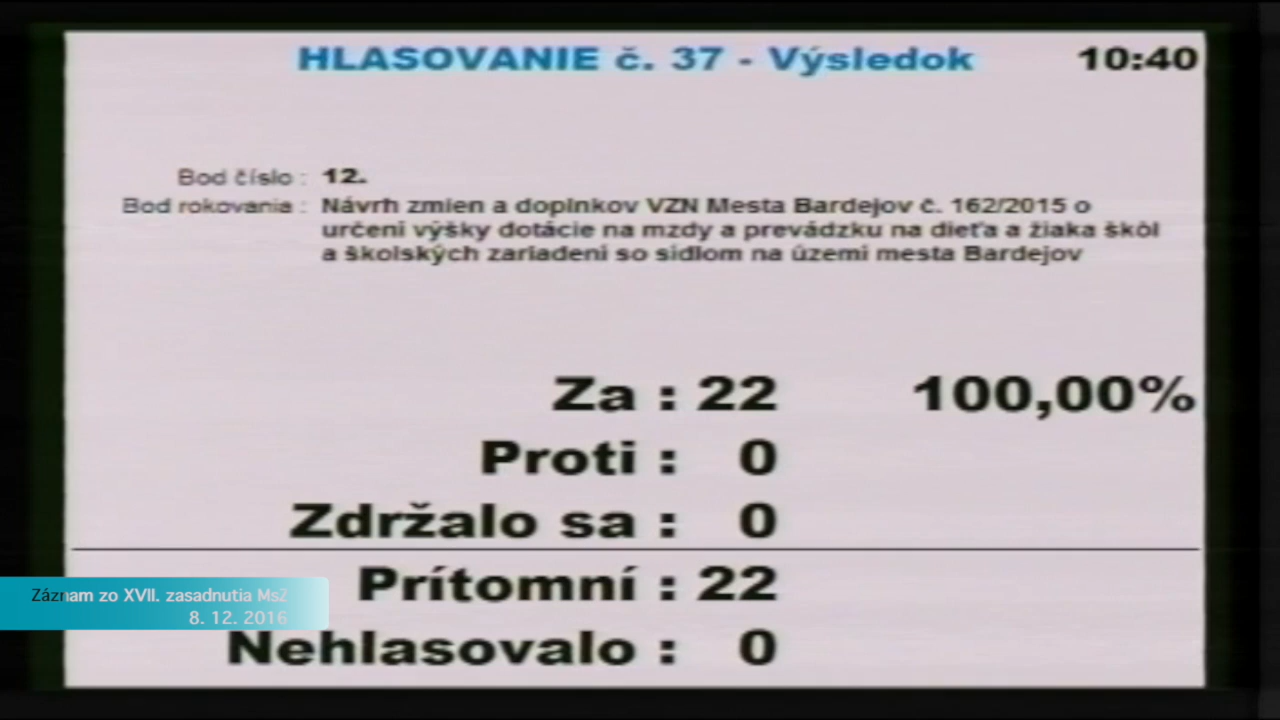 HLASOVANIE č. 37 - Výsledok 10:40
Bod číslo : 12.
Bod rokovania : Návrh zmien a doplnkov VZN Mesta Bardejov č. 162/2015 o
určení výšky dotácie na mzdy a prevádzku na dieťa a žiaka škôl
a školských zariadení so sídlom na území mesta Bardejov
Za : 22 100,00%
Proti : 0
Zdržalo sa : 0
Prítomní : 22
Nehlasovalo : 0
Záznam zo XVII. zasadnutia MsZ
8. 12. 2016